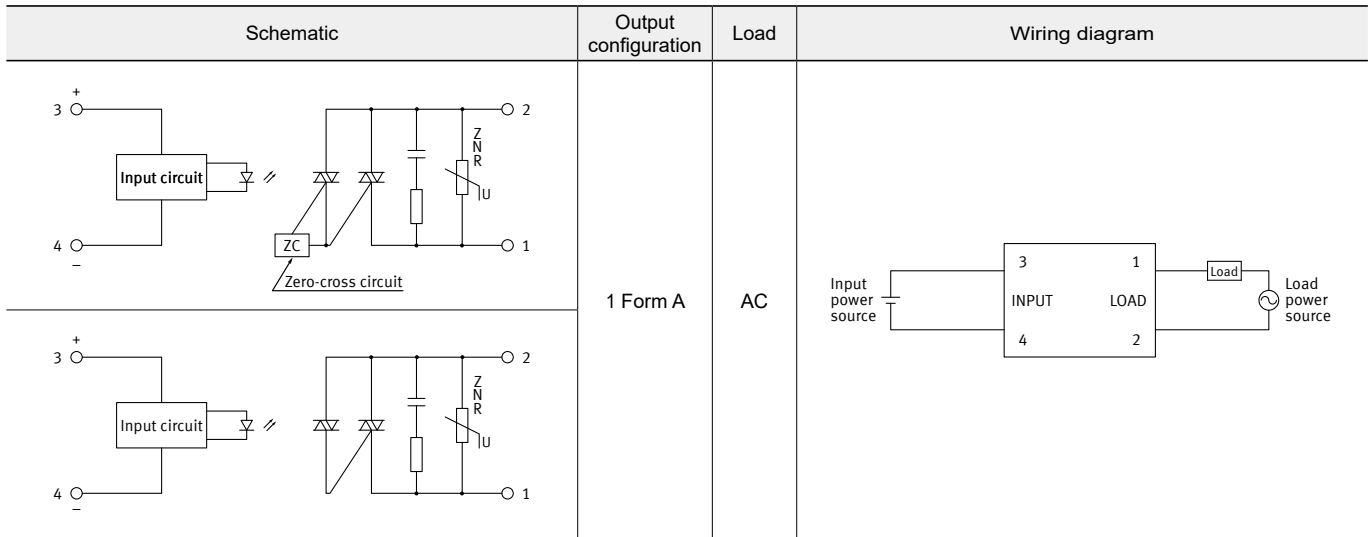 Schematic
Output
configuration
Load
Wiring diagram
+
3
2
Z
N
R
Input circuit
U
4
ZC
1
−
Zero-cross circuit
1 Form A
AC
3
1
Load
Input
power
source
INPUT
LOAD
Load
power
source
4
2
+
3
2
Z
N
R
Input circuit
U
4
1
−